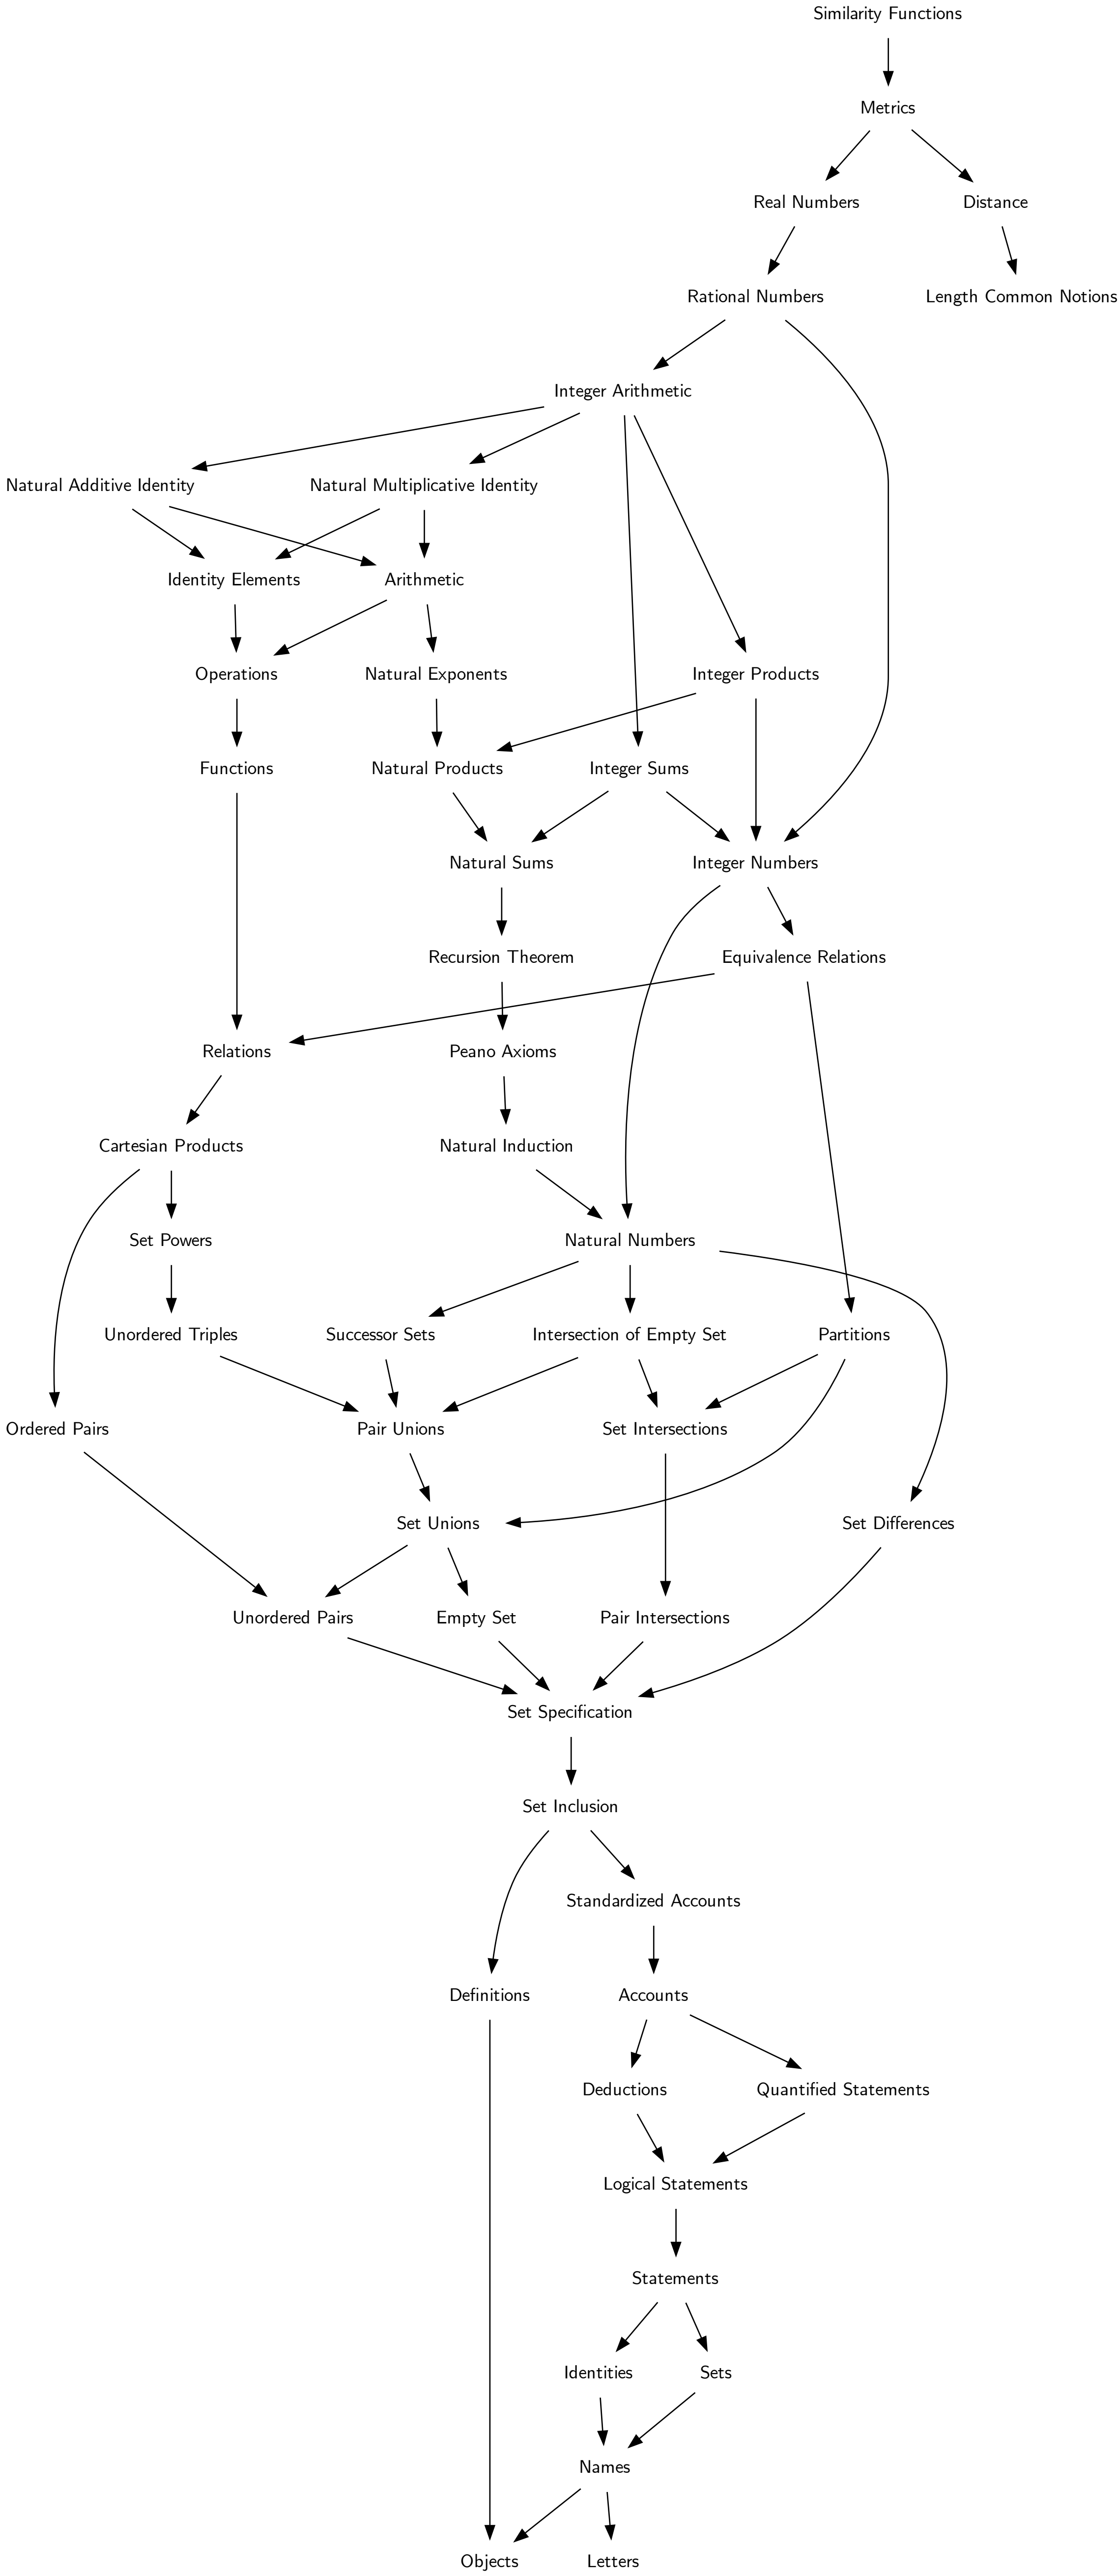 Similarity Functions
Metrics
Real Numbers
Distance
Rational Numbers
Length Common Notions
Integer Arithmetic
Natural Additive Identity
Natural Multiplicative Identity
Identity Elements
Arithmetic
Operations
Natural Exponents
Integer Products
Functions
Natural Products
Integer Sums
Natural Sums
Integer Numbers
Recursion Theorem
Equivalence Relations
Relations
Peano Axioms
Cartesian Products
Natural Induction
Set Powers
Natural Numbers
Unordered Triples
Successor Sets
Intersection of Empty Set
Partitions
Ordered Pairs
Pair Unions
Set Intersections
Set Unions
Set Differences
Unordered Pairs
Empty Set
Pair Intersections
Set Specification
Set Inclusion
Standardized Accounts
Definitions
Accounts
Deductions
Quantified Statements
Logical Statements
Statements
Identities
Sets
Names
Objects
Letters